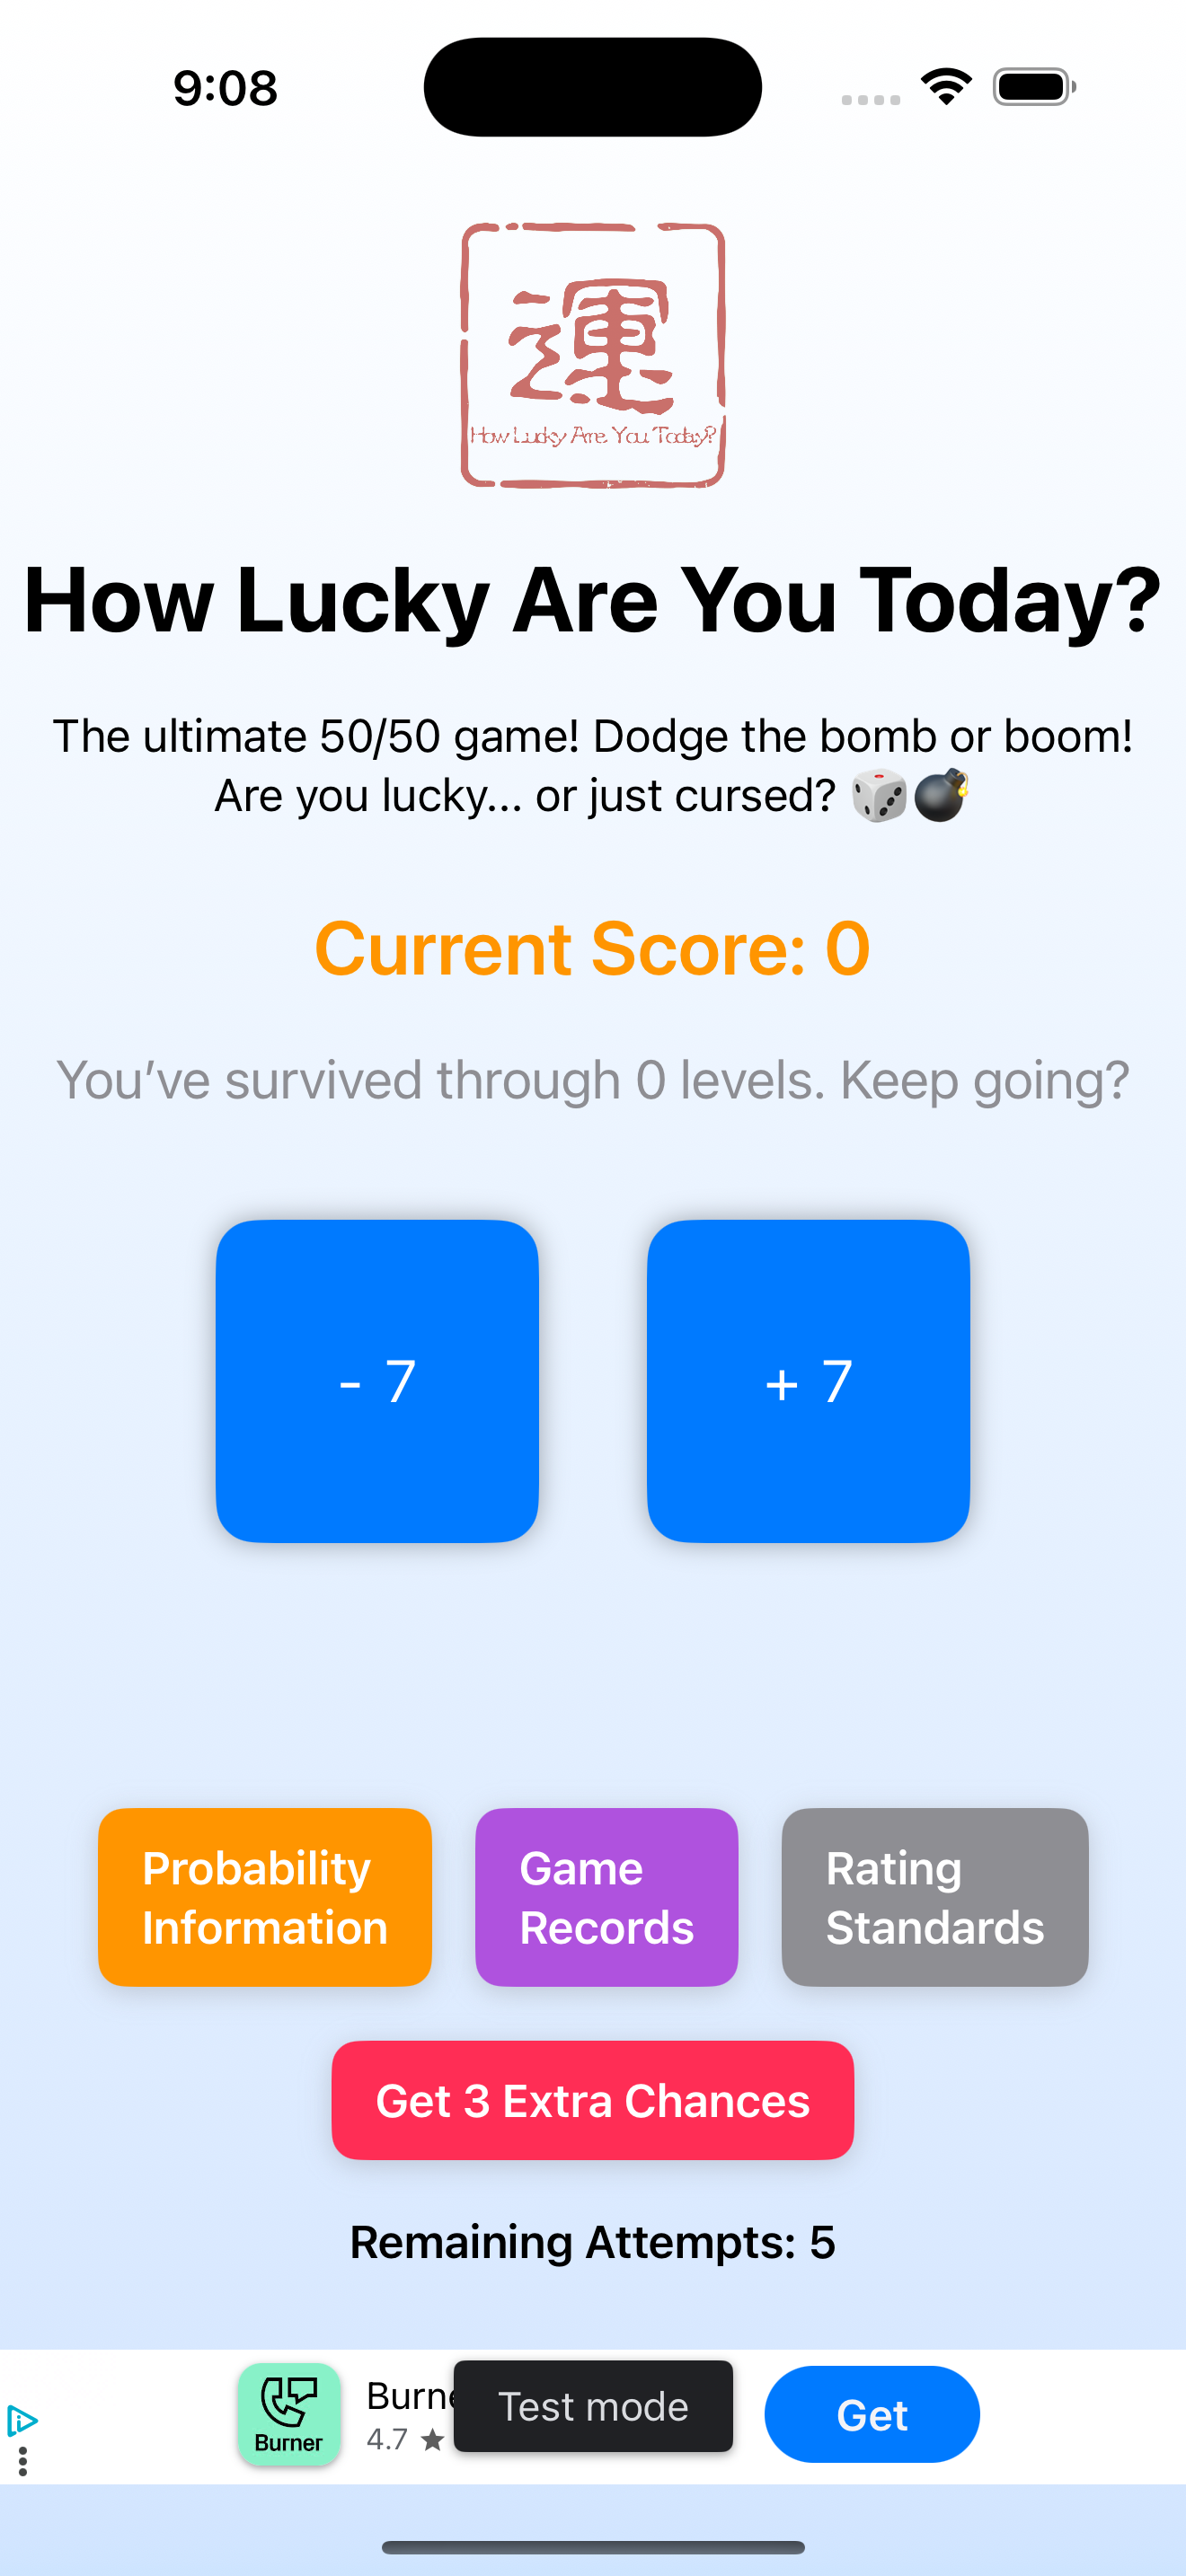 9:08
運
How Lucky Are You Today?
How Lucky Are You Today?
The ultimate 50/50 game! Dodge the bomb or boom!
Are you lucky... or just cursed? 🎲💣
Current Score: 0
You’ve survived through 0 levels. Keep going?
- 7
+ 7
Probability
Information
Game
Records
Rating
Standards
Get 3 Extra Chances
Remaining Attempts: 5
Burner
4.7 ★
Test mode
Get